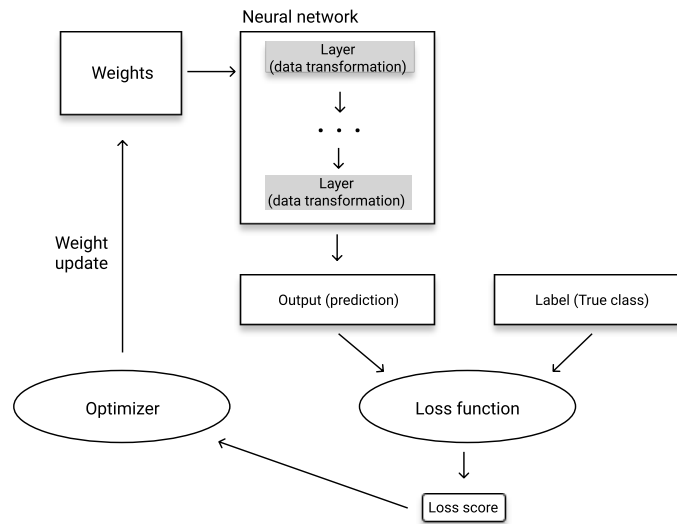 Neural network
Weights
Layer
(data transformation)
. . .
Layer
(data transformation)
Weight
update
Output (prediction)
Label (True class)
Optimizer
Loss function
Loss score